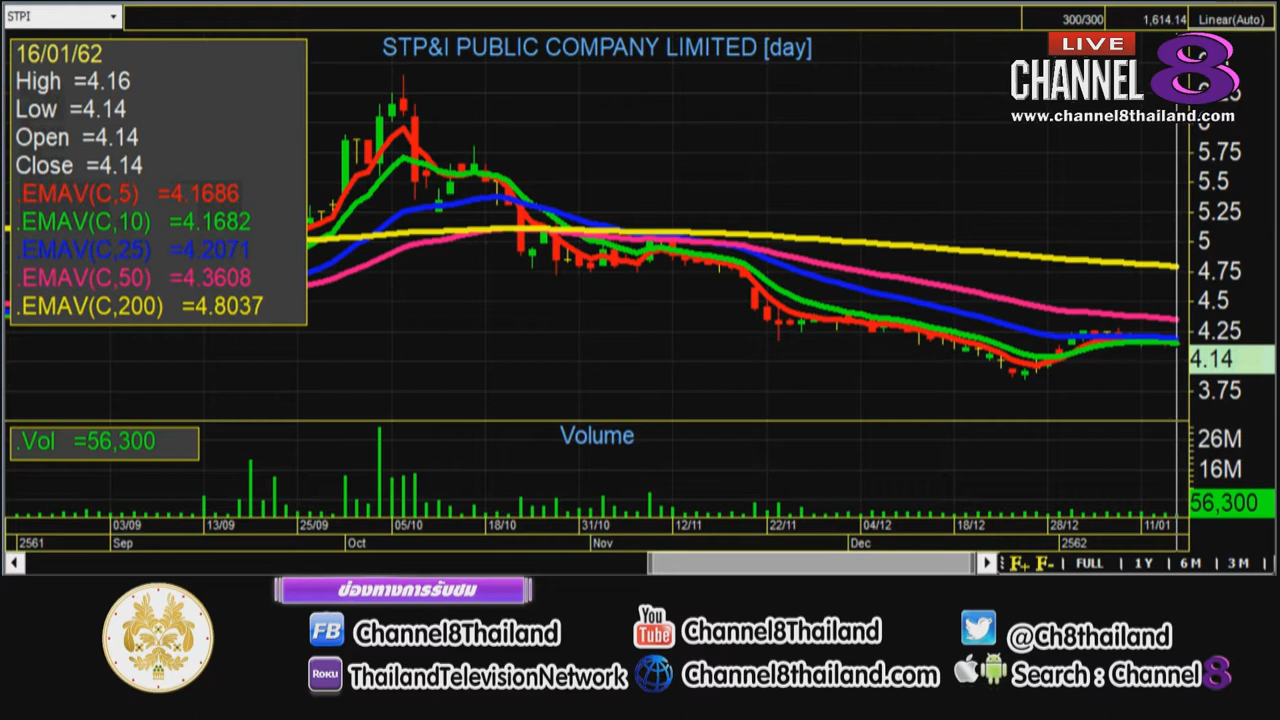 STPI
300/300
1,614.14
Linear(Auto)
STP&I PUBLIC COMPANY LIMITED [day]
LIVE
CHANNEL 8
www.channel8thailand.com
16/01/62
High =4.16
Low =4.14
Open =4.14
Close =4.14
.EMAV(C,5) =4.1686
.EMAV(C,10) =4.1682
.EMAV(C,25) =4.2071
.EMAV(C,50) =4.3608
.EMAV(C,200) =4.8037
5.75
5.5
5.25
5
4.75
4.5
4.25
4.14
3.75
.Vol =56,300
Volume
26M
16M
56,300
03/09 13/09 25/09 05/10 18/10 31/10 12/11 22/11 04/12 18/12 28/12 11/01
2561 Sep Oct Nov Dec 2562
F+ F- FULL 1Y 6M 3M
ช่องทางการรับชม
FB Channel8Thailand
You Tube Channel8Thailand
@Ch8thailand
ROKU ThailandTelevisionNetwork
Channel8thailand.com
Search : Channel 8